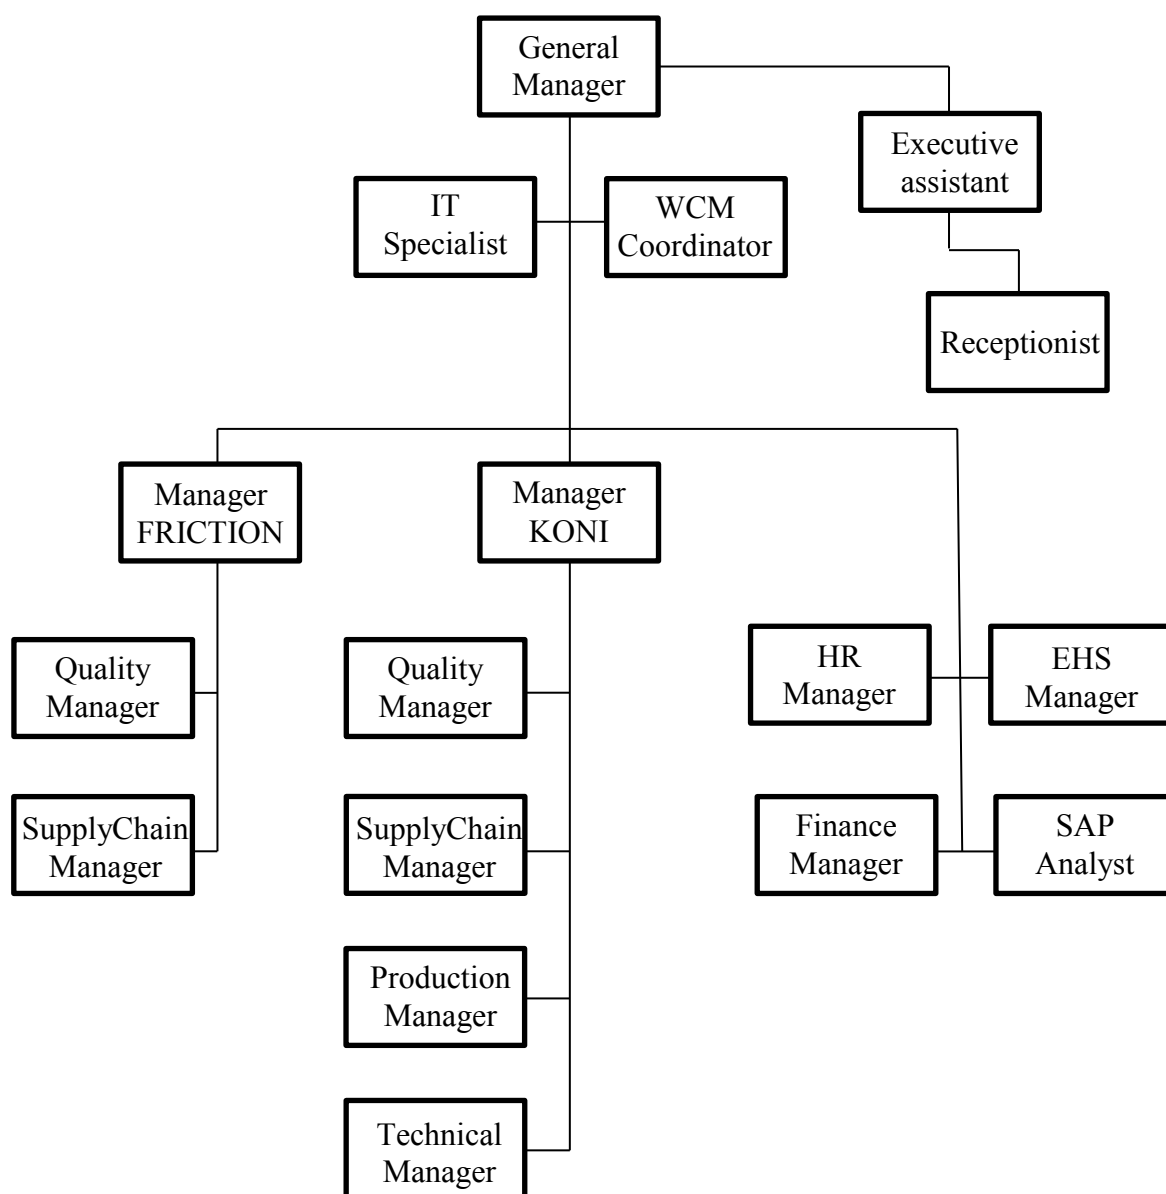 General
Manager
Executive
assistant
IT
Specialist
WCM
Coordinator
Receptionist
Manager
FRICTION
Manager
KONI
Quality
Manager
Quality
Manager
HR
Manager
EHS
Manager
SupplyChain
Manager
SupplyChain
Manager
Finance
Manager
SAP
Analyst
Production
Manager
Technical
Manager